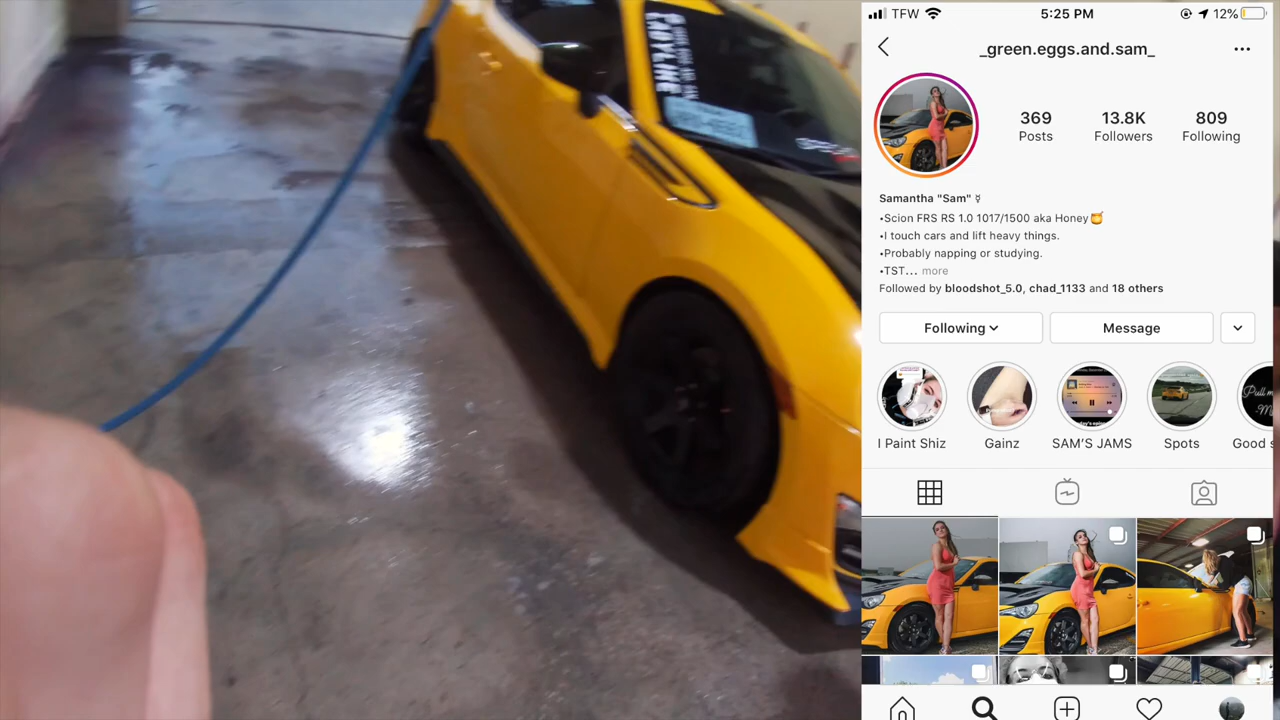 TFW
5:25 PM
12%
_green.eggs.and.sam_
369
Posts
13.8K
Followers
809
Following
Samantha "Sam" ☿
•Scion FRS RS 1.0 1017/1500 aka Honey🍯
•I touch cars and lift heavy things.
•Probably napping or studying.
•TST... more
Followed by bloodshot_5.0, chad_1133 and 18 others
Following
Message
I Paint Shiz
Gainz
SAM'S JAMS
Spots
Good s